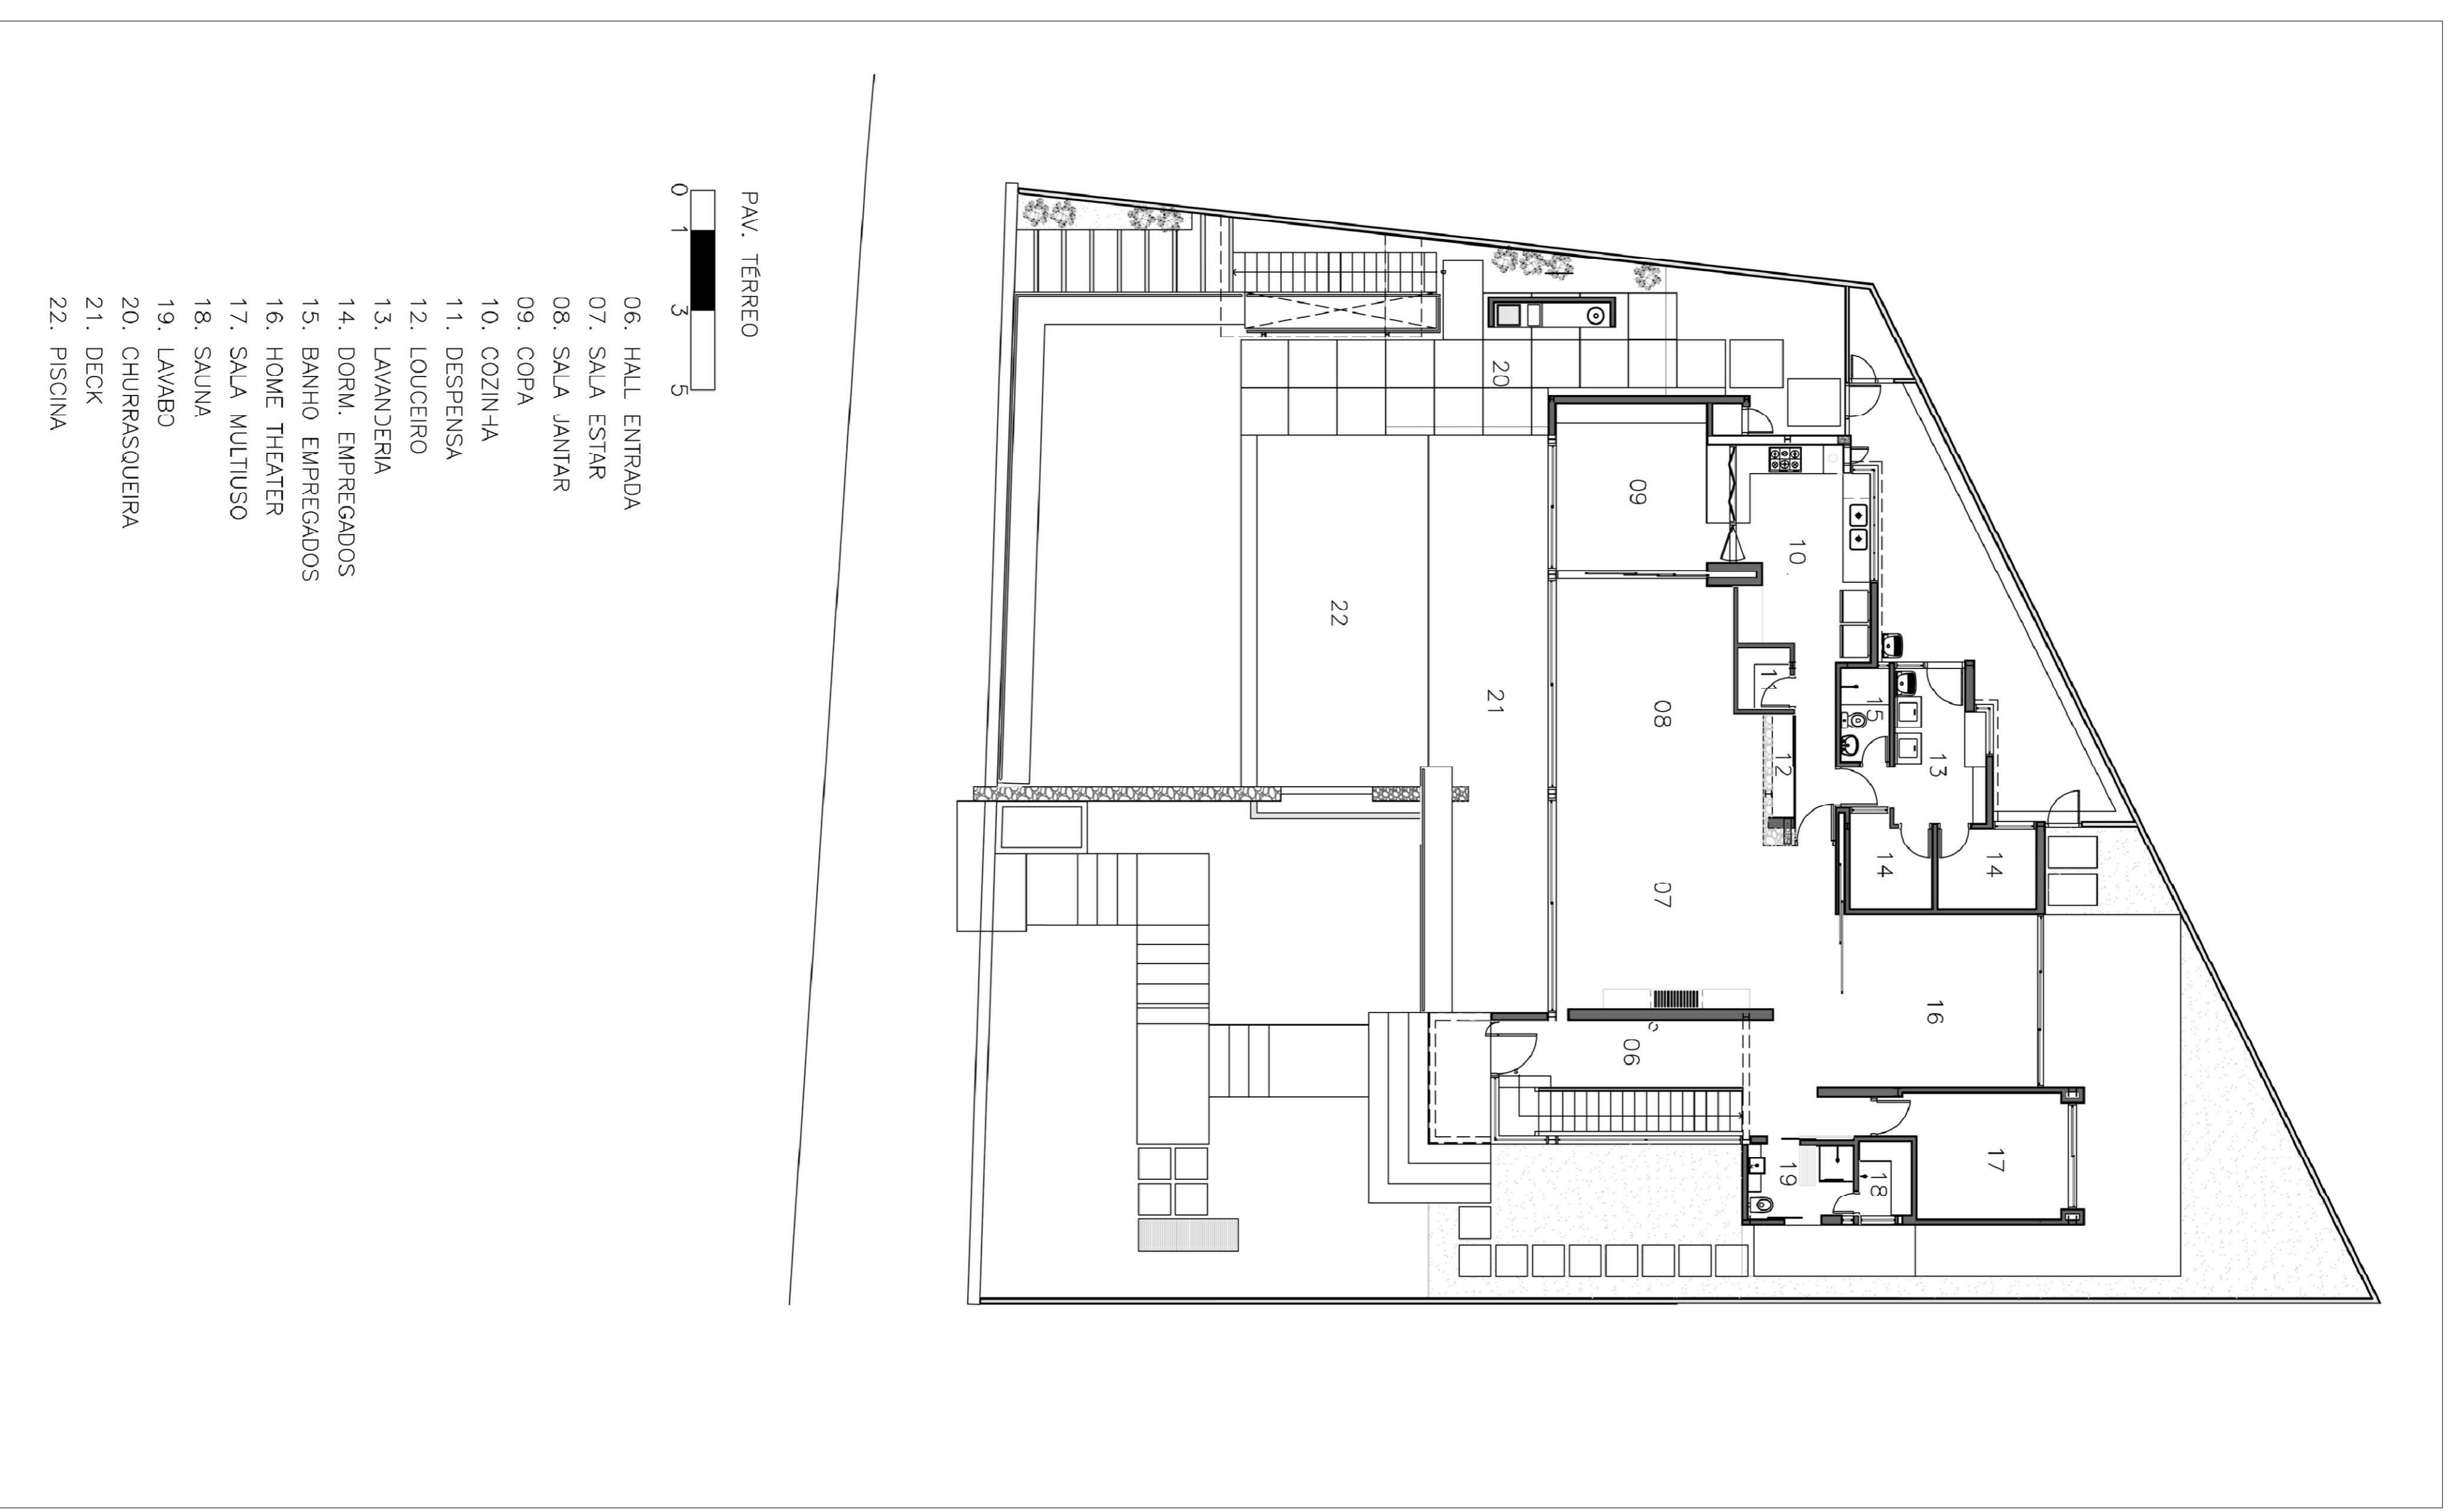 PAV. TÉRREO
0 1 3 5
06. HALL ENTRADA
07. SALA ESTAR
08. SALA JANTAR
09. COPA
10. COZINHA
11. DESPENSA
12. LOUCEIRO
13. LAVANDERIA
14. DORM. EMPREGADOS
15. BANHO EMPREGADOS
16. HOME THEATER
17. SALA MULTIUSO
18. SAUNA
19. LAVABO
20. CHURRASQUEIRA
21. DECK
22. PISCINA
20
09
10
22
21
08
11
12
15
13
14
14
07
16
06
17
18
19